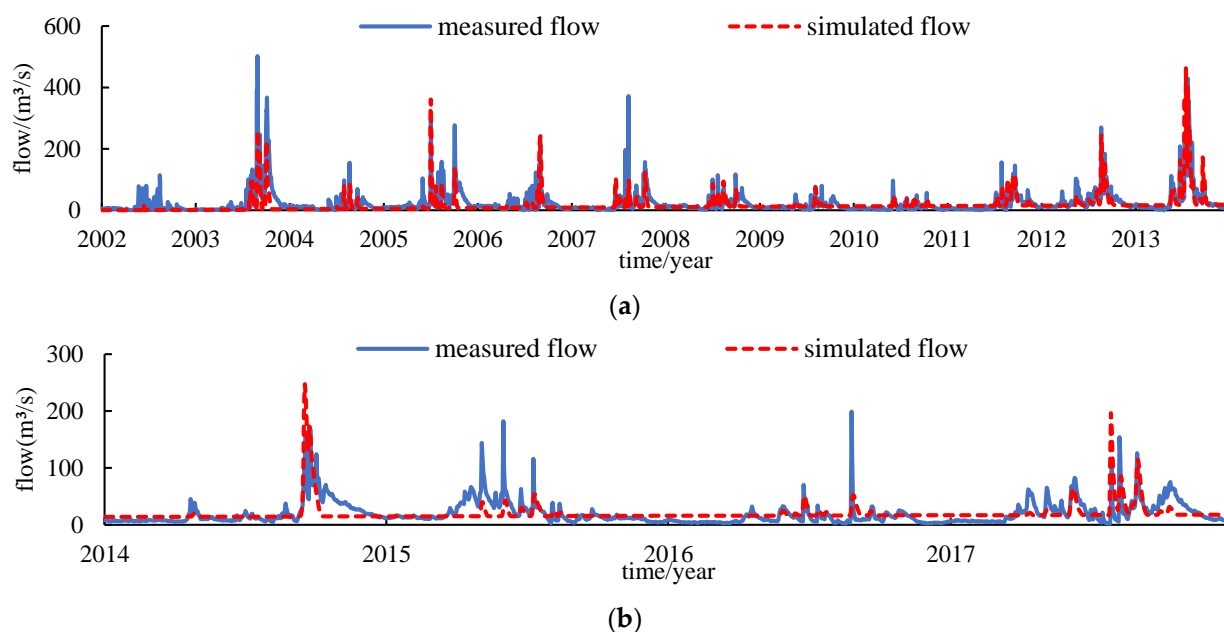 measured flow simulated flow
flow/(m³/s)
600
400
200
0
2002 2003 2004 2005 2006 2007 2008 2009 2010 2011 2012 2013
time/year
(a)
measured flow simulated flow
flow(m³/s)
300
200
100
0
2014 2015 2016 2017
time/year
(b)